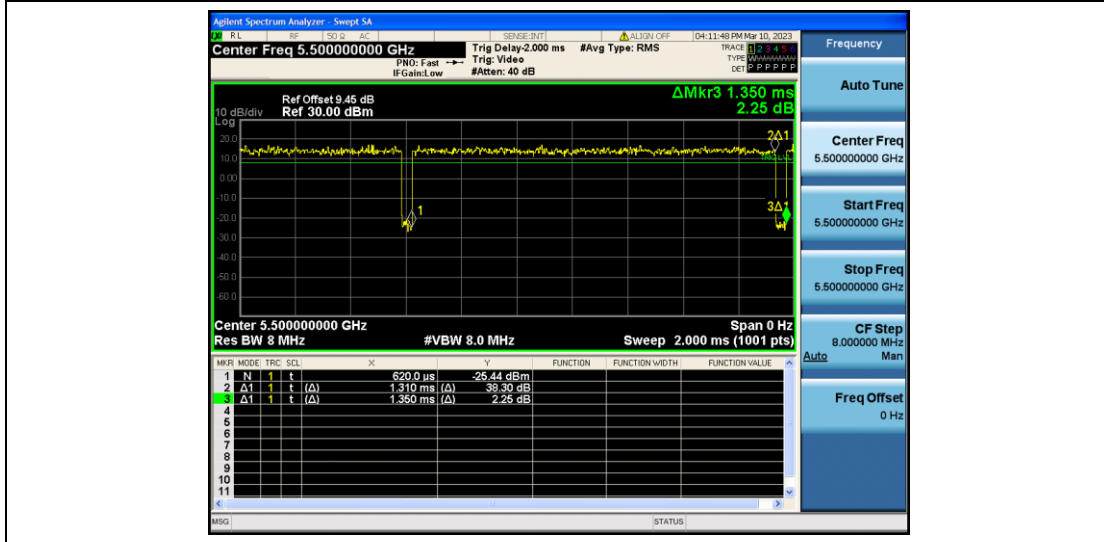 Agilent Spectrum Analyzer - Swept SA
RL RF 50 Ω AC SENSE:INT ALIGN OFF 04:11:48 PM Mar 10, 2023
Center Freq 5.500000000 GHz
Trig Delay-2.000 ms #Avg Type: RMS
TRACE 1 2 3 4 5 6
PNO: Fast Trig: Video
TYPE WWWWWW
IFGain:Low #Atten: 40 dB
DET P P P P P P
ΔMkr3 1.350 ms
2.25 dB
Ref Offset 9.45 dB
10 dB/div Ref 30.00 dBm
Log
20.0
10.0
0.00
-10.0
-20.0
-30.0
-40.0
-50.0
-60.0
2Δ1
TRIG LVL
1
3Δ1
Center 5.500000000 GHz Span 0 Hz
Res BW 8 MHz #VBW 8.0 MHz Sweep 2.000 ms (1001 pts)
MKR MODE TRC SCL X Y FUNCTION FUNCTION WIDTH FUNCTION VALUE
1 N 1 t 620.0 µs -25.44 dBm
2 Δ1 1 t (Δ) 1.310 ms (Δ) 38.30 dB
3 Δ1 1 t (Δ) 1.350 ms (Δ) 2.25 dB
4
5
6
7
8
9
10
11
MSG STATUS
Frequency
Auto Tune
Center Freq
5.500000000 GHz
Start Freq
5.500000000 GHz
Stop Freq
5.500000000 GHz
CF Step
8.000000 MHz
Auto Man
Freq Offset
0 Hz